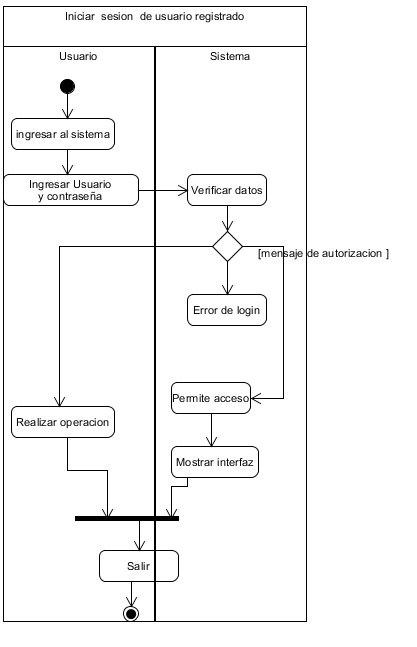 Iniciar sesion de usuario registrado
Usuario
Sistema
ingresar al sistema
Ingresar Usuario
y contraseña
Verificar datos
[mensaje de autorizacion ]
Error de login
Permite acceso
Realizar operacion
Mostrar interfaz
Salir